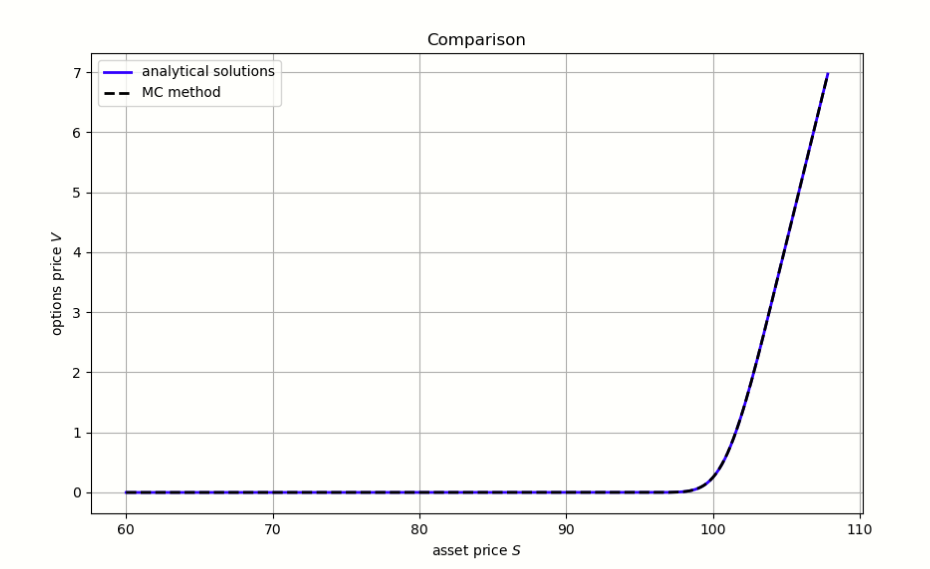 Comparison
analytical solutions
MC method
7
6
5
4
3
2
1
0
options price V
60 70 80 90 100 110
asset price S